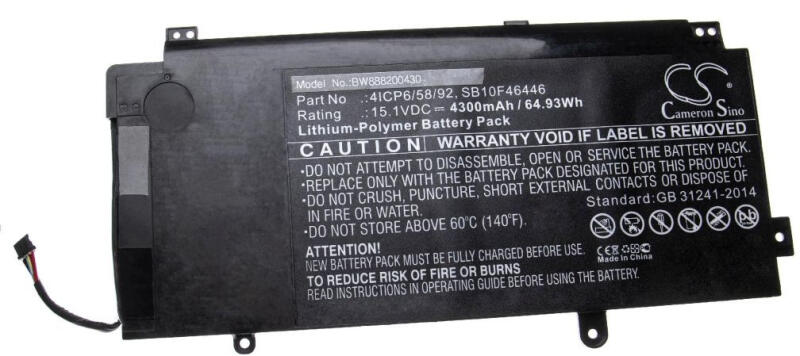 Model No.:BW888200430
CS
Cameron Sino
Part No :4ICP6/58/92, SB10F46446
Rating :15.1VDC⎓ 4300mAh / 64.93Wh
Lithium-Polymer Battery Pack
CAUTION WARRANTY VOID IF LABEL IS REMOVED
•DO NOT ATTEMPT TO DISASSEMBLE, OPEN OR SERVICE THE BATTERY PACK.
•REPLACE ONLY WITH THE BATTERY PACK DESIGNATED FOR THIS PRODUCT.
•DO NOT CRUSH, PUNCTURE, SHORT EXTERNAL CONTACTS OR DISPOSE OF
IN FIRE OR WATER.
•DO NOT STORE ABOVE 60°C (140°F).
Standard:GB 31241-2014
ATTENTION!
NEW BATTERY PACK MUST BE FULLY CHARGED BEFORE USE.
TO REDUCE RISK OF FIRE OR BURNS
READ THE OPERATING GUIDE BEFORE USING THE BATTERY.
CE
Made In China